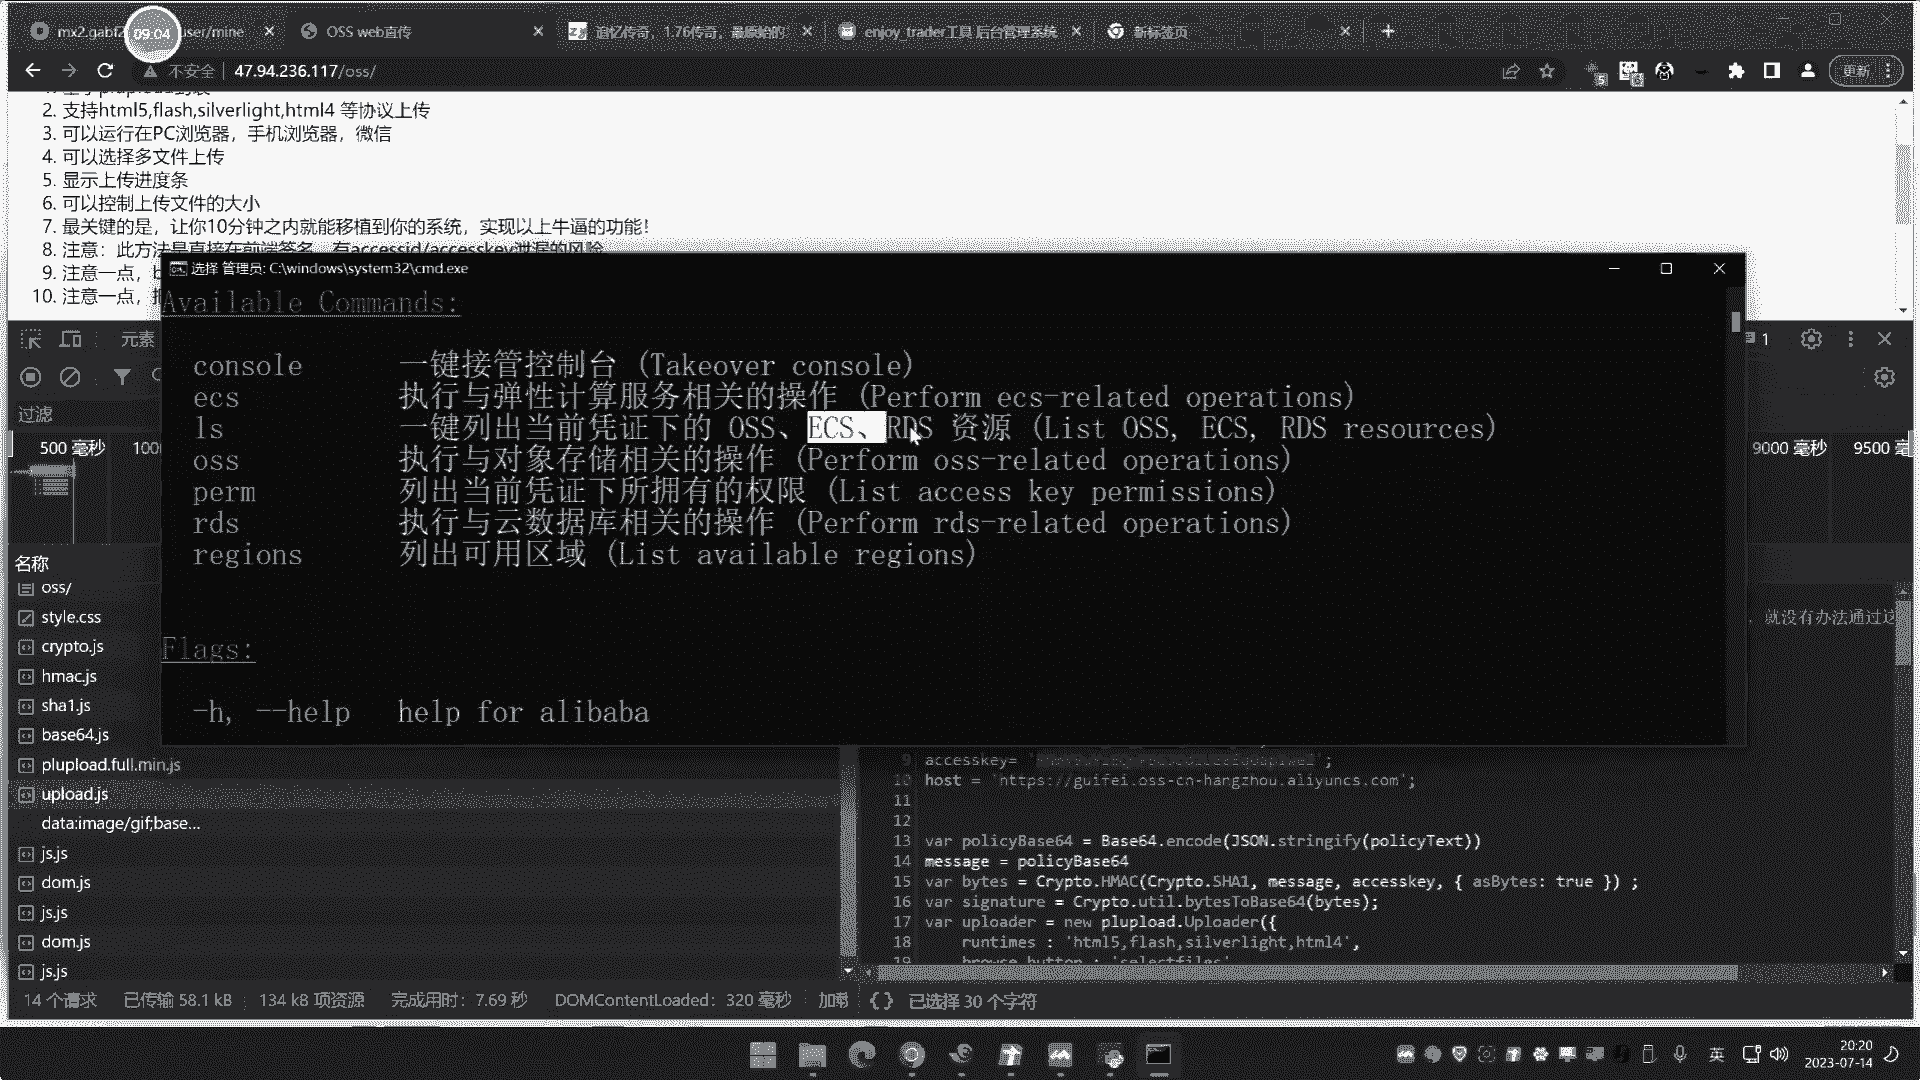 09:04
OSS web直传
追忆传奇，1.76传奇，最原始的
enjoy_trader工具 后台管理系统
新标签页
不安全
47.94.236.117/oss/
更新
2. 支持html5,flash,silverlight,html4 等协议上传
3. 可以运行在PC浏览器，手机浏览器，微信
4. 可以选择多文件上传
5. 显示上传进度条
6. 可以控制上传文件的大小
7. 最关键的是，让你10分钟之内就能移植到你的系统，实现以上牛逼的功能！
8. 注意：此方法是直接在前端签名，有accessid/accesskey泄漏的风险
9. 注意一点，b
10. 注意一点，
选择 管理员: C:\windows\system32\cmd.exe
Available Commands:
console 一键接管控制台 (Takeover console)
ecs 执行与弹性计算服务相关的操作 (Perform ecs-related operations)
ls 一键列出当前凭证下的 OSS、ECS、RDS 资源 (List OSS, ECS, RDS resources)
oss 执行与对象存储相关的操作 (Perform oss-related operations)
perm 列出当前凭证下所拥有的权限 (List access key permissions)
rds 执行与云数据库相关的操作 (Perform rds-related operations)
regions 列出可用区域 (List available regions)
Flags:
-h, --help help for alibaba
元素
1
过滤
500 毫秒
9000 毫秒
9500 毫
名称
oss/
style.css
crypto.js
hmac.js
sha1.js
base64.js
plupload.full.min.js
upload.js
data:image/gif;base...
js.js
dom.js
js.js
dom.js
js.js
就没有办法通过这
9 accesskey= '
10 host = 'https://guifei.oss-cn-hangzhou.aliyuncs.com';
11
12
13 var policyBase64 = Base64.encode(JSON.stringify(policyText))
14 message = policyBase64
15 var bytes = Crypto.HMAC(Crypto.SHA1, message, accesskey, { asBytes: true }) ;
16 var signature = Crypto.util.bytesToBase64(bytes);
17 var uploader = new plupload.Uploader({
18 runtimes : 'html5,flash,silverlight,html4',
19 browse_button : 'selectfiles'
14 个请求
已传输 58.1 kB
134 kB 项资源
完成用时：7.69 秒
DOMContentLoaded：320 毫秒
{ } 已选择 30 个字符
英
20:20
2023-07-14